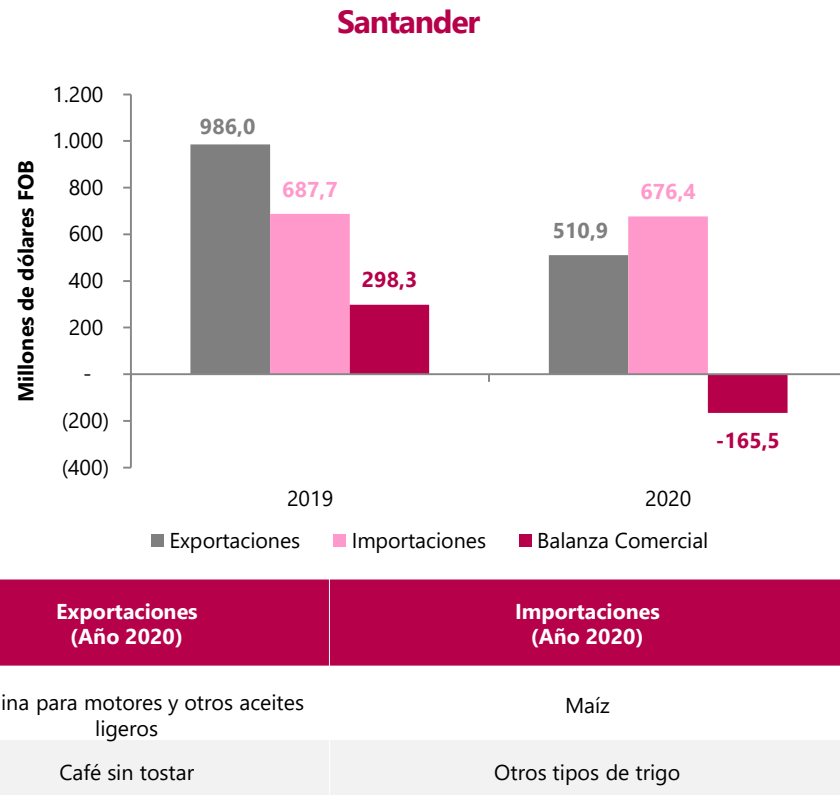 Santander
1.200
1.000
800
600
400
200
-
(200)
(400)
Millones de dólares FOB
986,0
687,7
298,3
510,9
676,4
-165,5
2019
2020
Exportaciones
Importaciones
Balanza Comercial
Exportaciones
(Año 2020)
Importaciones
(Año 2020)
para motores y otros aceites
ligeros
Maíz
Café sin tostar
Otros tipos de trigo